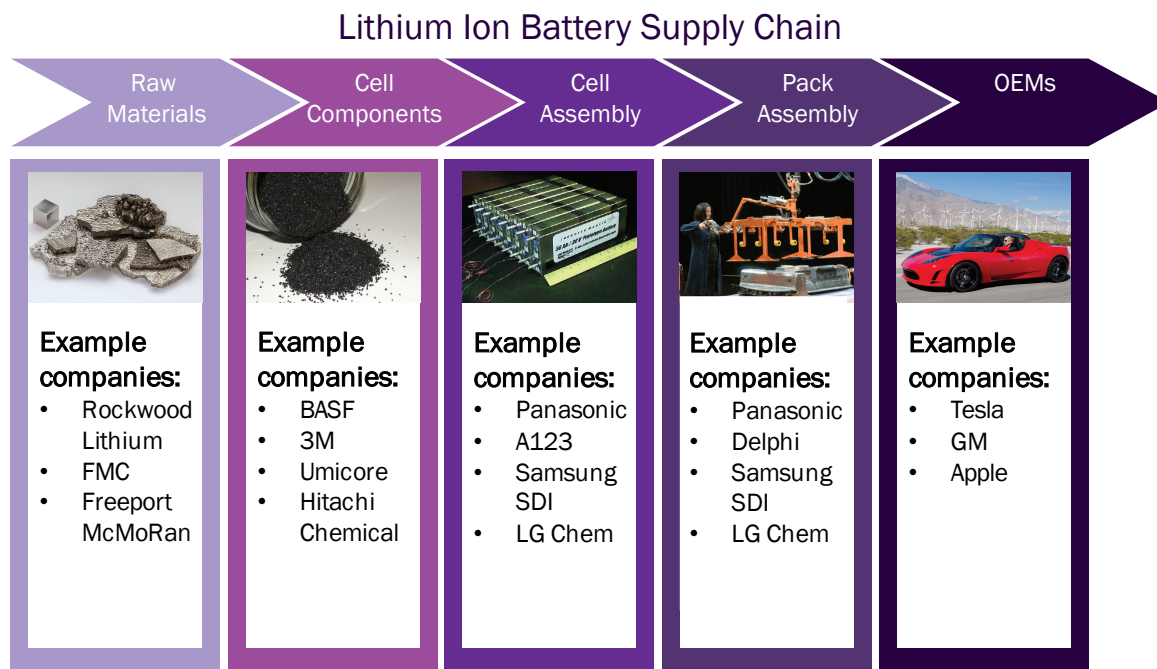 Lithium Ion Battery Supply Chain
Raw
Materials
Cell
Components
Cell
Assembly
Pack
Assembly
OEMs
Example
companies:
• Rockwood
Lithium
• FMC
• Freeport
McMoRan
Example
companies:
• BASF
• 3M
• Umicore
• Hitachi
Chemical
Example
companies:
• Panasonic
• A123
• Samsung
SDI
• LG Chem
Example
companies:
• Panasonic
• Delphi
• Samsung
SDI
• LG Chem
Example
companies:
• Tesla
• GM
• Apple